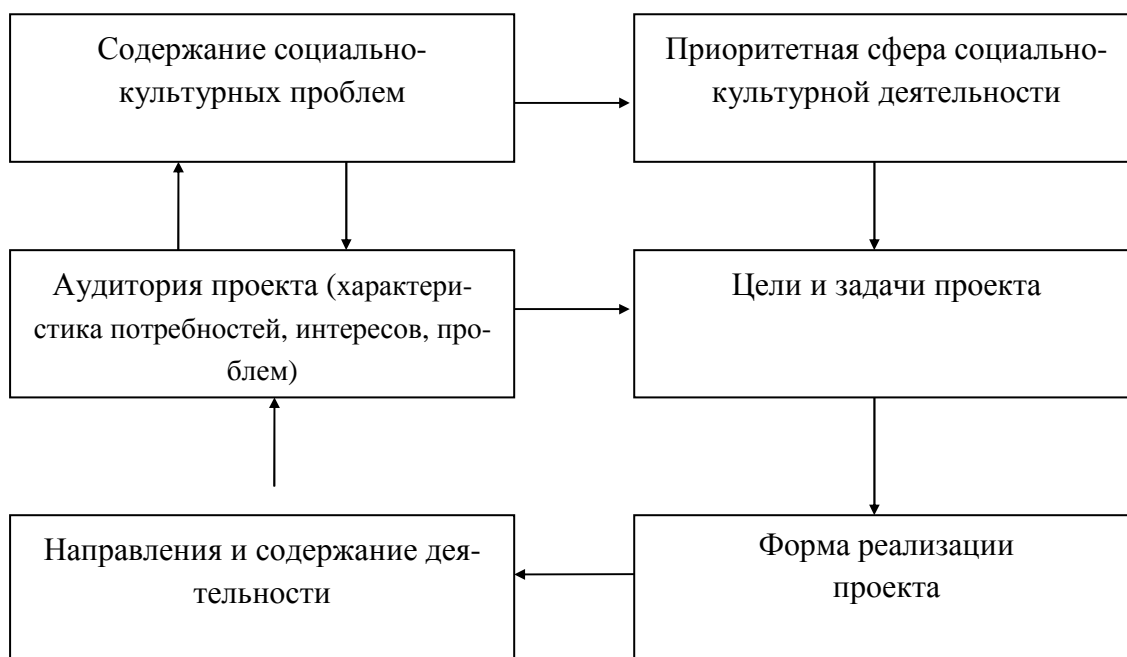 Содержание социально-
культурных проблем
Приоритетная сфера социально-
культурной деятельности
Аудитория проекта (характери-
стика потребностей, интересов, про-
блем)
Цели и задачи проекта
Направления и содержание дея-
тельности
Форма реализации
проекта